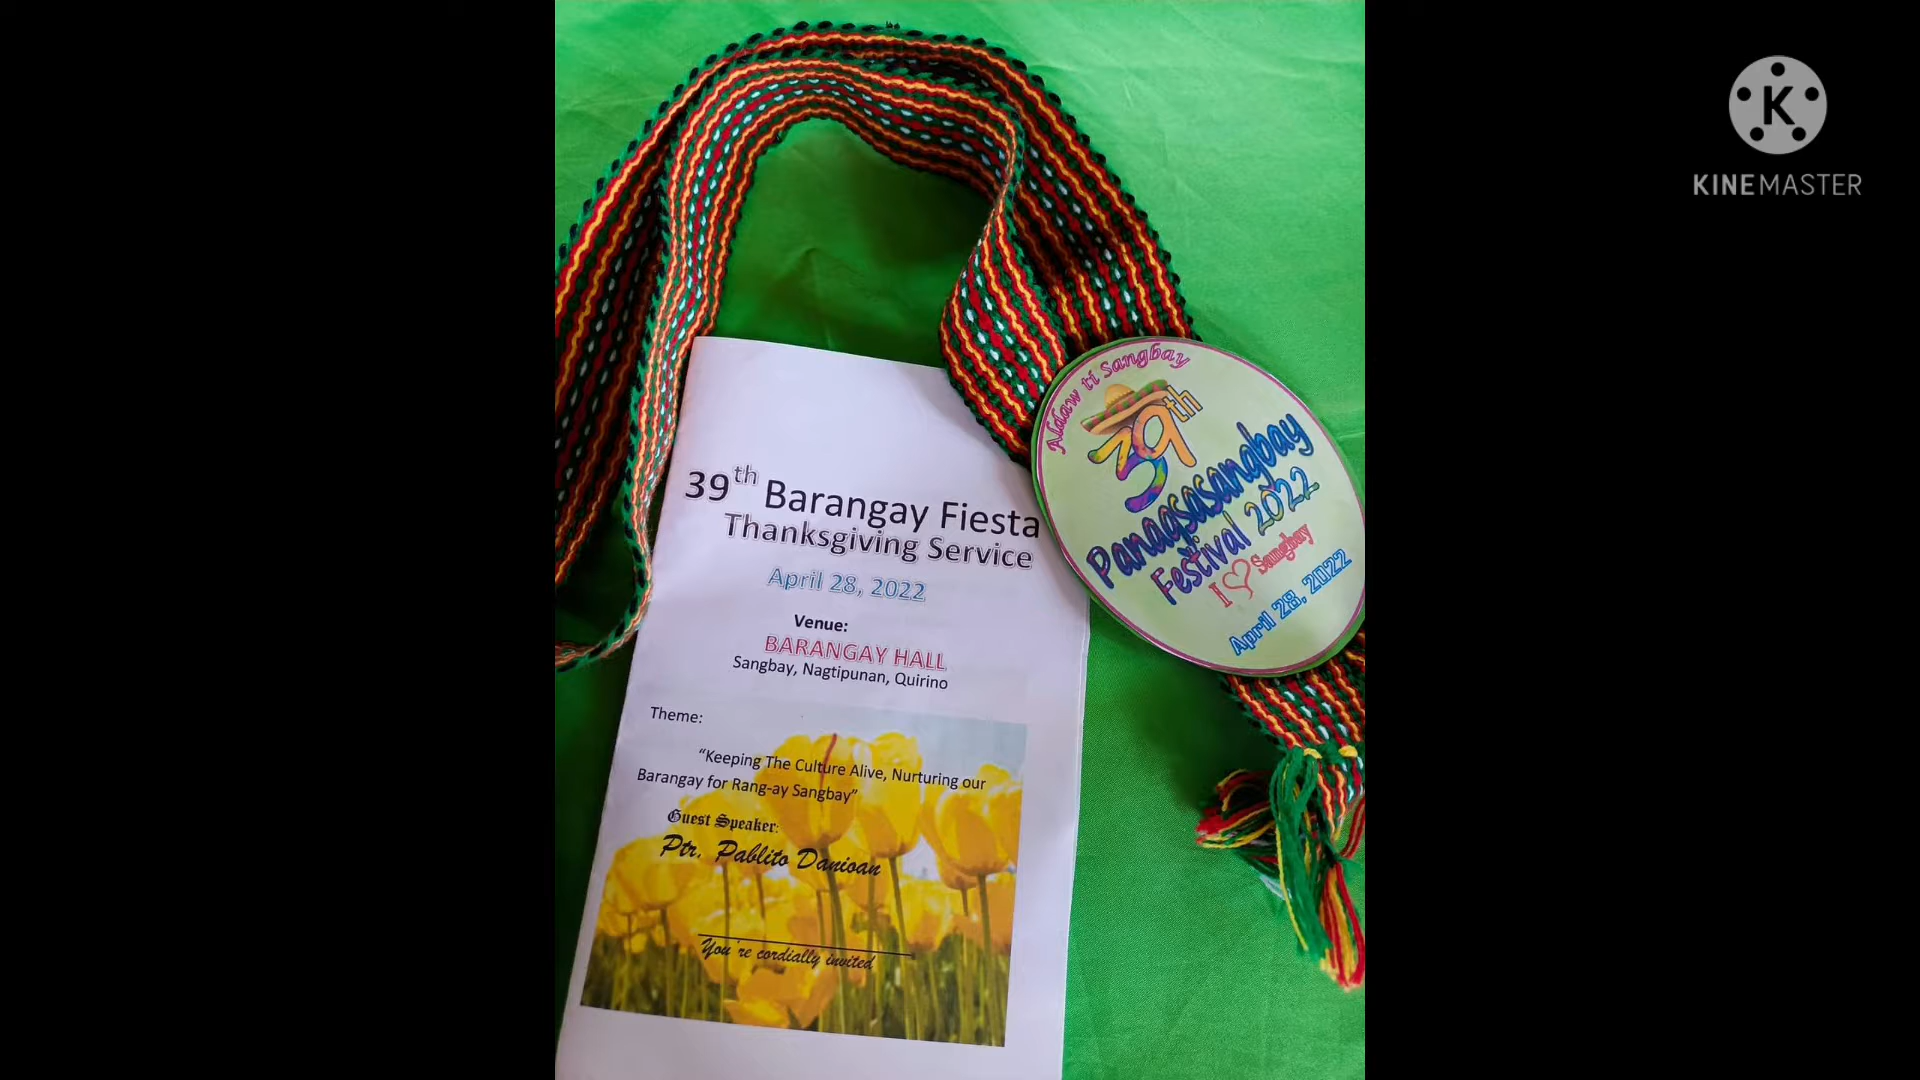 39th Barangay Fiesta
Thanksgiving Service
April 28, 2022
Venue:
BARANGAY HALL
Sangbay, Nagtipunan, Quirino
Theme:
“Keeping The Culture Alive, Nurturing our
Barangay for Rang-ay Sangbay”
Guest Speaker:
Ptr. Pablito Danioan
You're cordially invited
Aldaw ti Sangbay
39th
Panagsasangbay
Festival 2022
I ♡ Sangbay
April 28, 2022
K
KINEMASTER